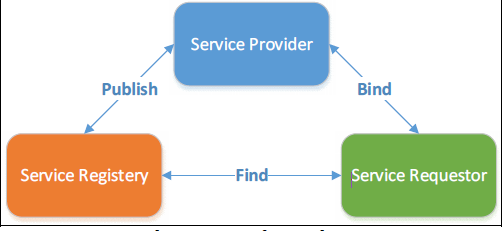 Service Provider
Publish
Bind
Service Registery
Find
Service Requestor